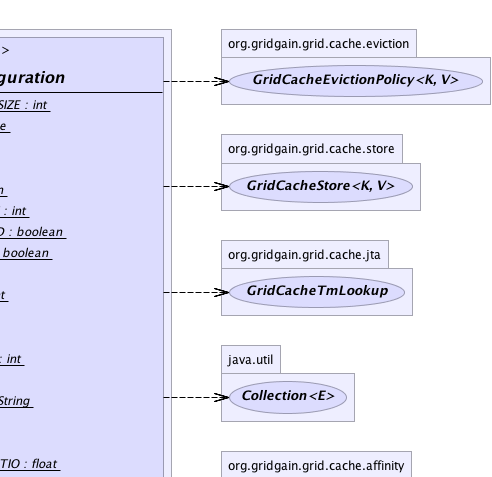 >
guration
SIZE : int
e
n
: int
O : boolean
boolean
nt
: int
String
TIO : float
org.gridgain.grid.cache.eviction
GridCacheEvictionPolicy<K, V>
org.gridgain.grid.cache.store
GridCacheStore<K, V>
org.gridgain.grid.cache.jta
GridCacheTmLookup
java.util
Collection<E>
org.gridgain.grid.cache.affinity